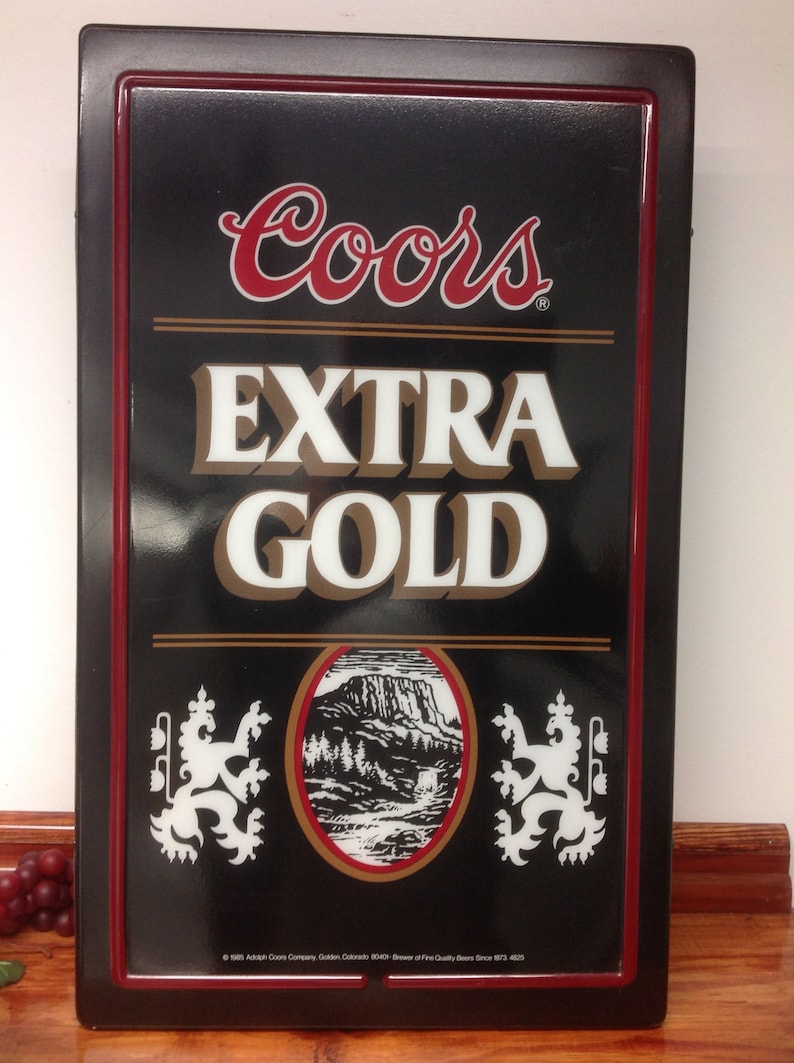 Coors®
EXTRA
GOLD
© 1985 Adolph Coors Company, Golden, Colorado 80401 · Brewer of Fine Quality Beers Since 1873. 4825